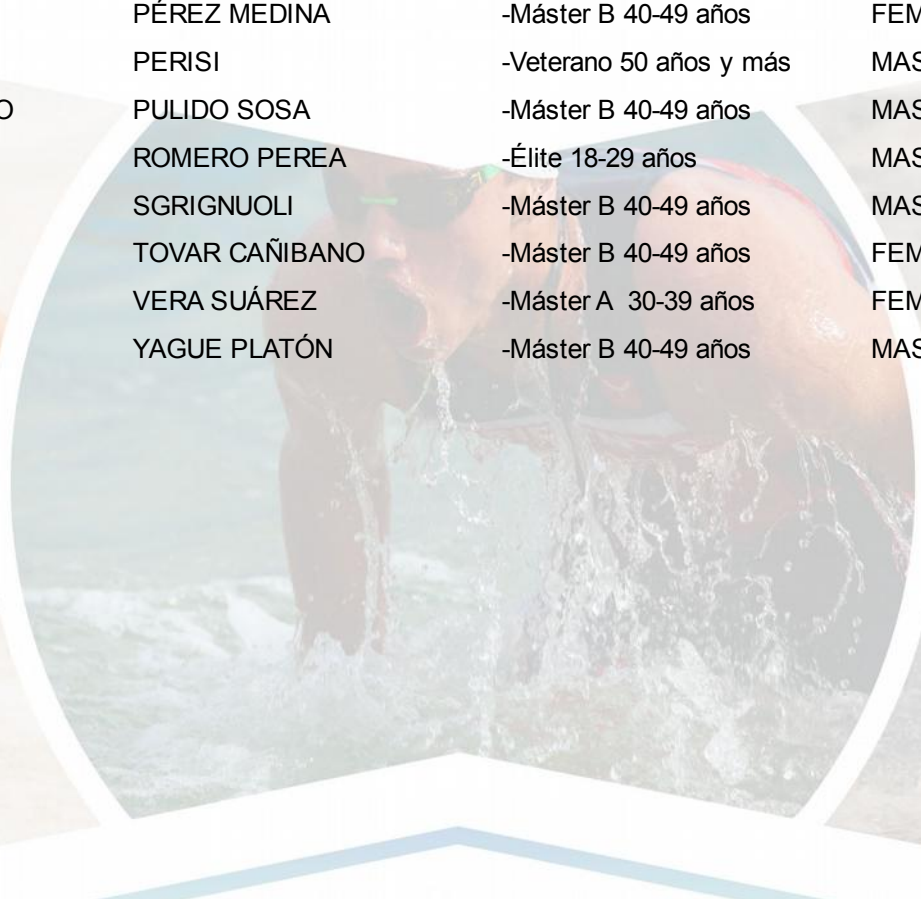 PÉREZ MEDINA -Máster B 40-49 años FEM
PERISI -Veterano 50 años y más MAS
O PULIDO SOSA -Máster B 40-49 años MAS
ROMERO PEREA -Élite 18-29 años MAS
SGRIGNUOLI -Máster B 40-49 años MAS
TOVAR CAÑIBANO -Máster B 40-49 años FEM
VERA SUÁREZ -Máster A 30-39 años FEM
YAGUE PLATÓN -Máster B 40-49 años MAS